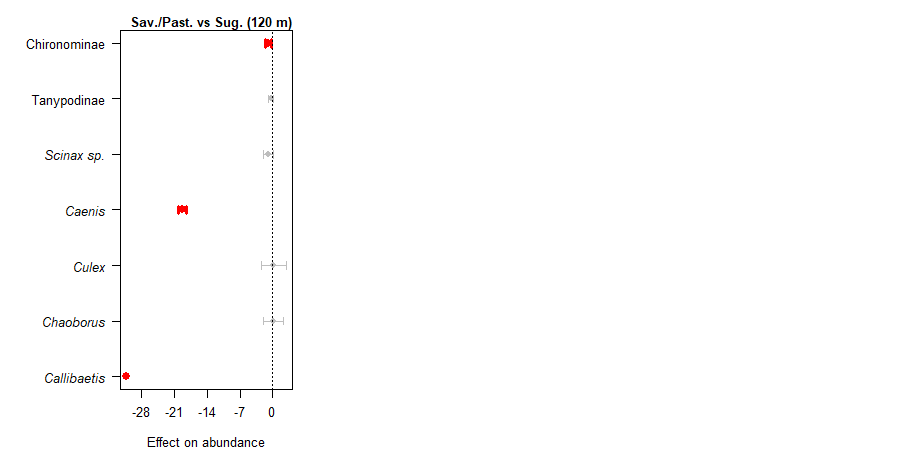 Sav./Past. vs Sug. (120 m)
Chironominae
Tanypodinae
Scinax sp.
Caenis
Culex
Chaoborus
Callibaetis
-28 -21 -14 -7 0
Effect on abundance